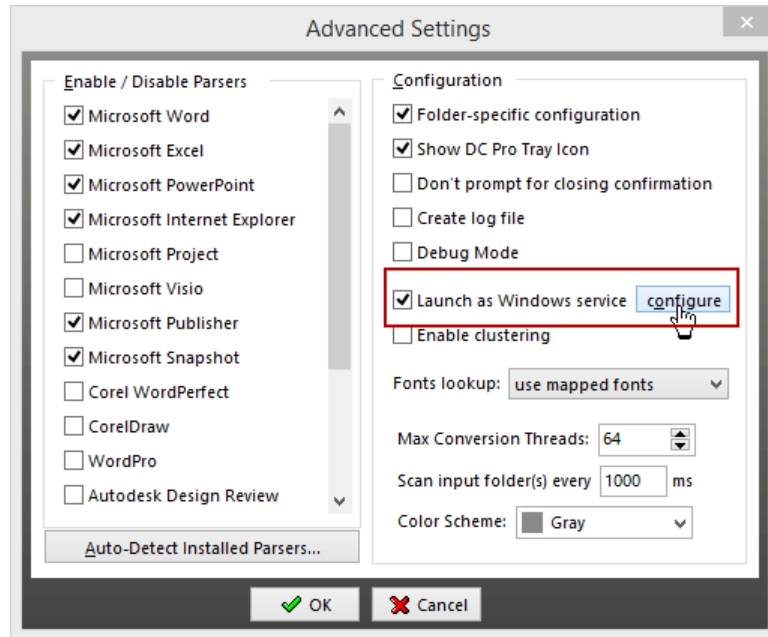 Advanced Settings
Enable / Disable Parsers
Microsoft Word
Microsoft Excel
Microsoft PowerPoint
Microsoft Internet Explorer
Microsoft Project
Microsoft Visio
Microsoft Publisher
Microsoft Snapshot
Corel WordPerfect
CorelDraw
WordPro
Autodesk Design Review
Auto-Detect Installed Parsers...
Configuration
Folder-specific configuration
Show DC Pro Tray Icon
Don't prompt for closing confirmation
Create log file
Debug Mode
Launch as Windows service configure
Enable clustering
Fonts lookup: use mapped fonts
Max Conversion Threads: 64
Scan input folder(s) every 1000 ms
Color Scheme: Gray
OK Cancel